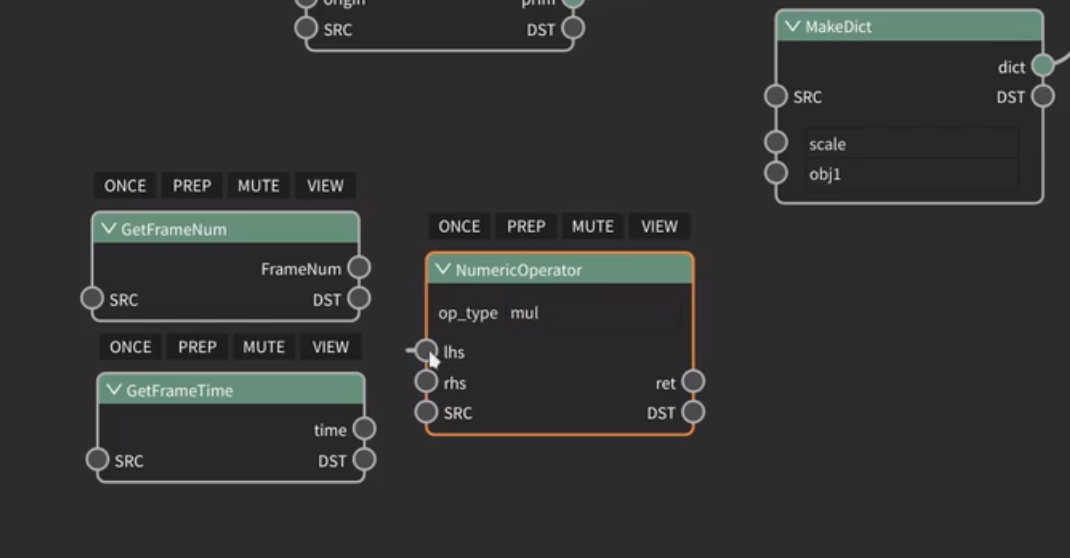 origin
prim
SRC
DST
MakeDict
dict
SRC
DST
scale
obj1
ONCE PREP MUTE VIEW
GetFrameNum
FrameNum
SRC
DST
ONCE PREP MUTE VIEW
NumericOperator
op_type mul
lhs
rhs
ret
SRC
DST
ONCE PREP MUTE VIEW
GetFrameTime
time
SRC
DST